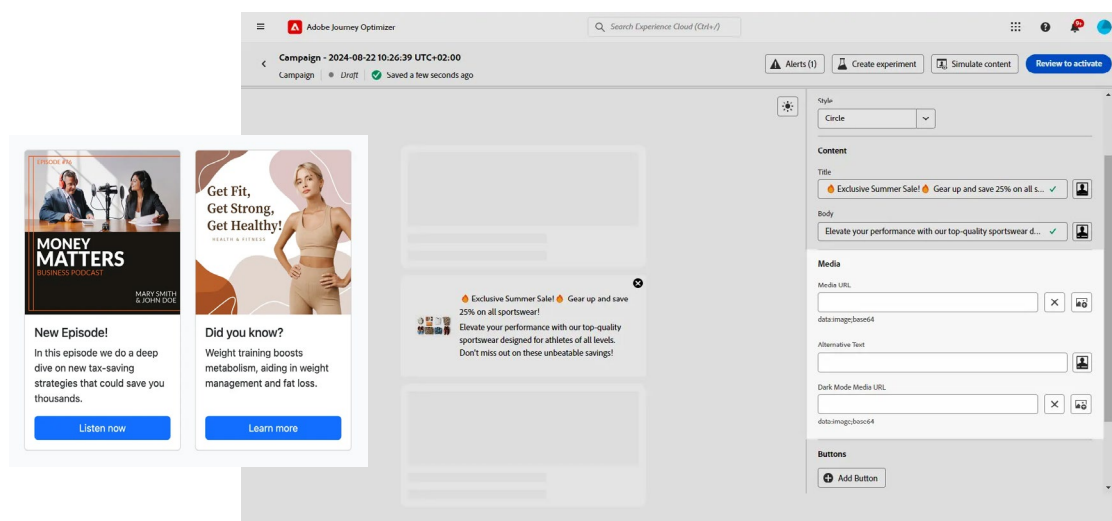 Adobe Journey Optimizer
Search Experience Cloud (Ctrl+/)
9+
Campaign - 2024-08-22 10:26:39 UTC+02:00
Campaign
Draft
Saved a few seconds ago
Alerts (1)
Create experiment
Simulate content
Review to activate
EPISODE #76
MONEY
MATTERS
BUSINESS PODCAST
MARY SMITH
& JOHN DOE
New Episode!
In this episode we do a deep
dive on new tax-saving
strategies that could save you
thousands.
Listen now
Get Fit,
Get Strong,
Get Healthy!
HEALTH & FITNESS
Did you know?
Weight training boosts
metabolism, aiding in weight
management and fat loss.
Learn more
🔥 Exclusive Summer Sale! 🔥 Gear up and save
25% on all sportswear!
Elevate your performance with our top-quality
sportswear designed for athletes of all levels.
Don't miss out on these unbeatable savings!
Style
Circle
Content
Title
🔥 Exclusive Summer Sale! 🔥 Gear up and save 25% on all s...
Body
Elevate your performance with our top-quality sportswear d...
Media
Media URL
data:image;base64
Alternative Text
Dark Mode Media URL
data:image;base64
Buttons
Add Button